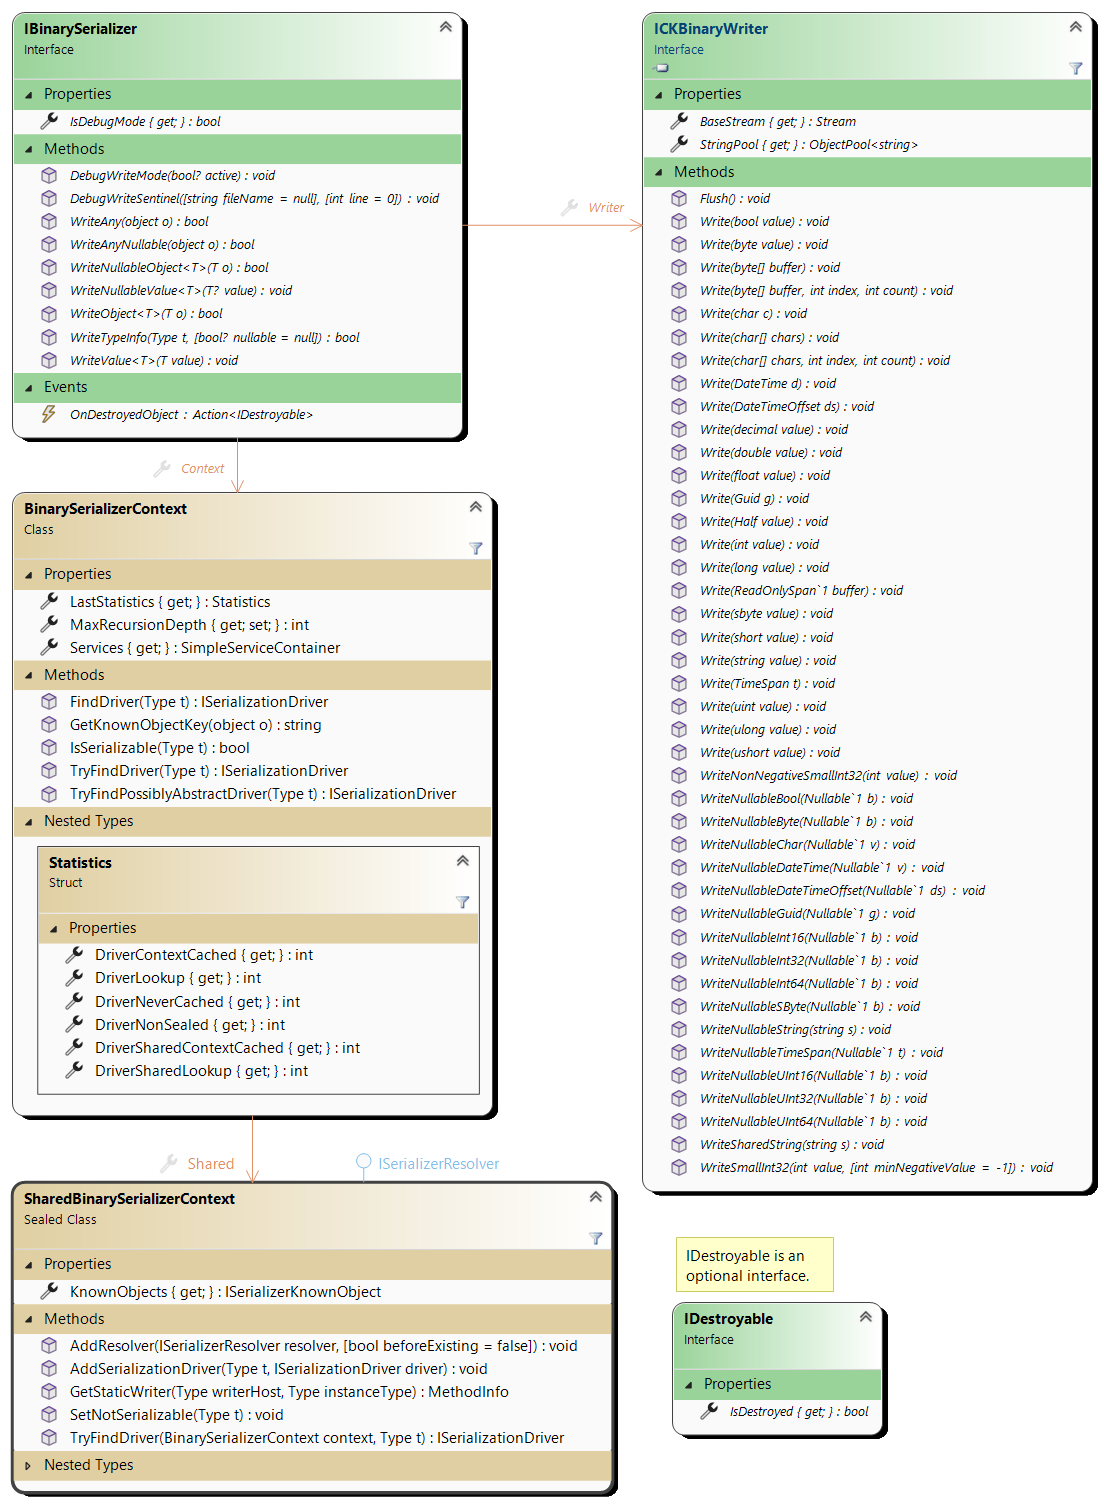 IBinarySerializer
Interface
Properties
IsDebugMode { get; } : bool
Methods
DebugWriteMode(bool? active) : void
DebugWriteSentinel([string fileName = null], [int line = 0]) : void
WriteAny(object o) : bool
WriteAnyNullable(object o) : bool
WriteNullableObject<T>(T o) : bool
WriteNullableValue<T>(T? value) : void
WriteObject<T>(T o) : bool
WriteTypeInfo(Type t, [bool? nullable = null]) : bool
WriteValue<T>(T value) : void
Events
OnDestroyedObject : Action<IDestroyable>
Writer
Context
BinarySerializerContext
Class
Properties
LastStatistics { get; } : Statistics
MaxRecursionDepth { get; set; } : int
Services { get; } : SimpleServiceContainer
Methods
FindDriver(Type t) : ISerializationDriver
GetKnownObjectKey(object o) : string
IsSerializable(Type t) : bool
TryFindDriver(Type t) : ISerializationDriver
TryFindPossiblyAbstractDriver(Type t) : ISerializationDriver
Nested Types
Statistics
Struct
Properties
DriverContextCached { get; } : int
DriverLookup { get; } : int
DriverNeverCached { get; } : int
DriverNonSealed { get; } : int
DriverSharedContextCached { get; } : int
DriverSharedLookup { get; } : int
Shared
ISerializerResolver
SharedBinarySerializerContext
Sealed Class
Properties
KnownObjects { get; } : ISerializerKnownObject
Methods
AddResolver(ISerializerResolver resolver, [bool beforeExisting = false]) : void
AddSerializationDriver(Type t, ISerializationDriver driver) : void
GetStaticWriter(Type writerHost, Type instanceType) : MethodInfo
SetNotSerializable(Type t) : void
TryFindDriver(BinarySerializerContext context, Type t) : ISerializationDriver
Nested Types
ICKBinaryWriter
Interface
Properties
BaseStream { get; } : Stream
StringPool { get; } : ObjectPool<string>
Methods
Flush() : void
Write(bool value) : void
Write(byte value) : void
Write(byte[] buffer) : void
Write(byte[] buffer, int index, int count) : void
Write(char c) : void
Write(char[] chars) : void
Write(char[] chars, int index, int count) : void
Write(DateTime d) : void
Write(DateTimeOffset ds) : void
Write(decimal value) : void
Write(double value) : void
Write(float value) : void
Write(Guid g) : void
Write(Half value) : void
Write(int value) : void
Write(long value) : void
Write(ReadOnlySpan`1 buffer) : void
Write(sbyte value) : void
Write(short value) : void
Write(string value) : void
Write(TimeSpan t) : void
Write(uint value) : void
Write(ulong value) : void
Write(ushort value) : void
WriteNonNegativeSmallInt32(int value) : void
WriteNullableBool(Nullable`1 b) : void
WriteNullableByte(Nullable`1 b) : void
WriteNullableChar(Nullable`1 v) : void
WriteNullableDateTime(Nullable`1 v) : void
WriteNullableDateTimeOffset(Nullable`1 ds) : void
WriteNullableGuid(Nullable`1 g) : void
WriteNullableInt16(Nullable`1 b) : void
WriteNullableInt32(Nullable`1 b) : void
WriteNullableInt64(Nullable`1 b) : void
WriteNullableSByte(Nullable`1 b) : void
WriteNullableString(string s) : void
WriteNullableTimeSpan(Nullable`1 t) : void
WriteNullableUInt16(Nullable`1 b) : void
WriteNullableUInt32(Nullable`1 b) : void
WriteNullableUInt64(Nullable`1 b) : void
WriteSharedString(string s) : void
WriteSmallInt32(int value, [int minNegativeValue = -1]) : void
IDestroyable is an
optional interface.
IDestroyable
Interface
Properties
IsDestroyed { get; } : bool